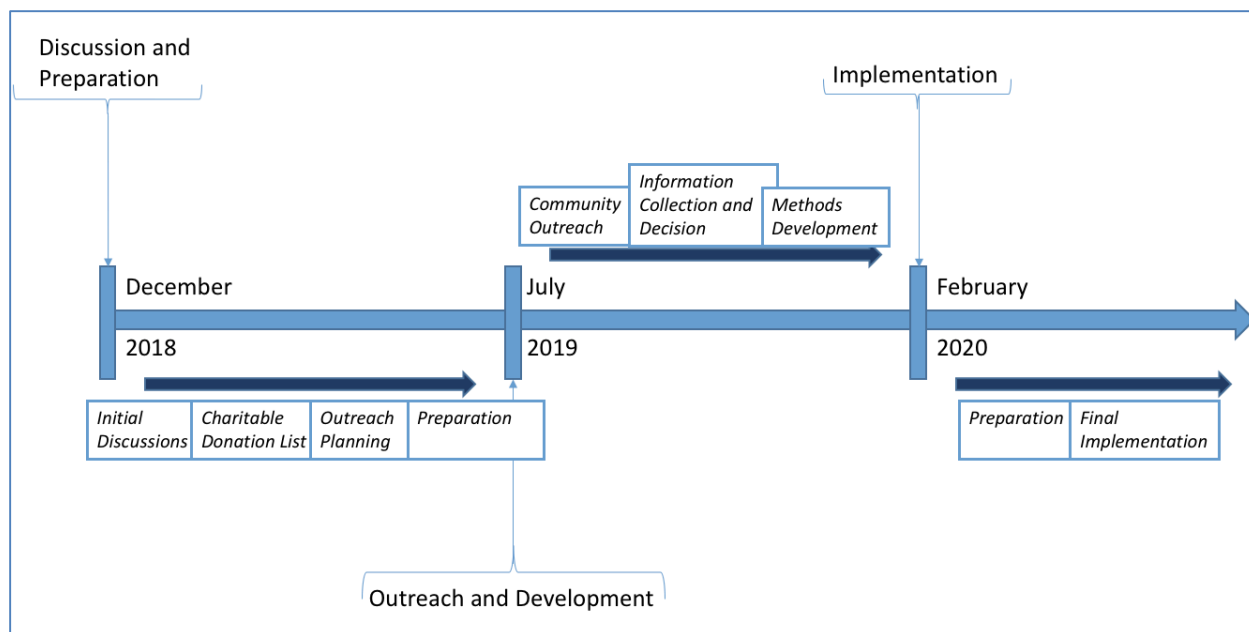 Discussion and
Preparation
Implementation
Community
Outreach
Information
Collection and
Decision
Methods
Development
December
2018
July
2019
February
2020
Initial
Discussions
Charitable
Donation List
Outreach
Planning
Preparation
Preparation
Final
Implementation
Outreach and Development